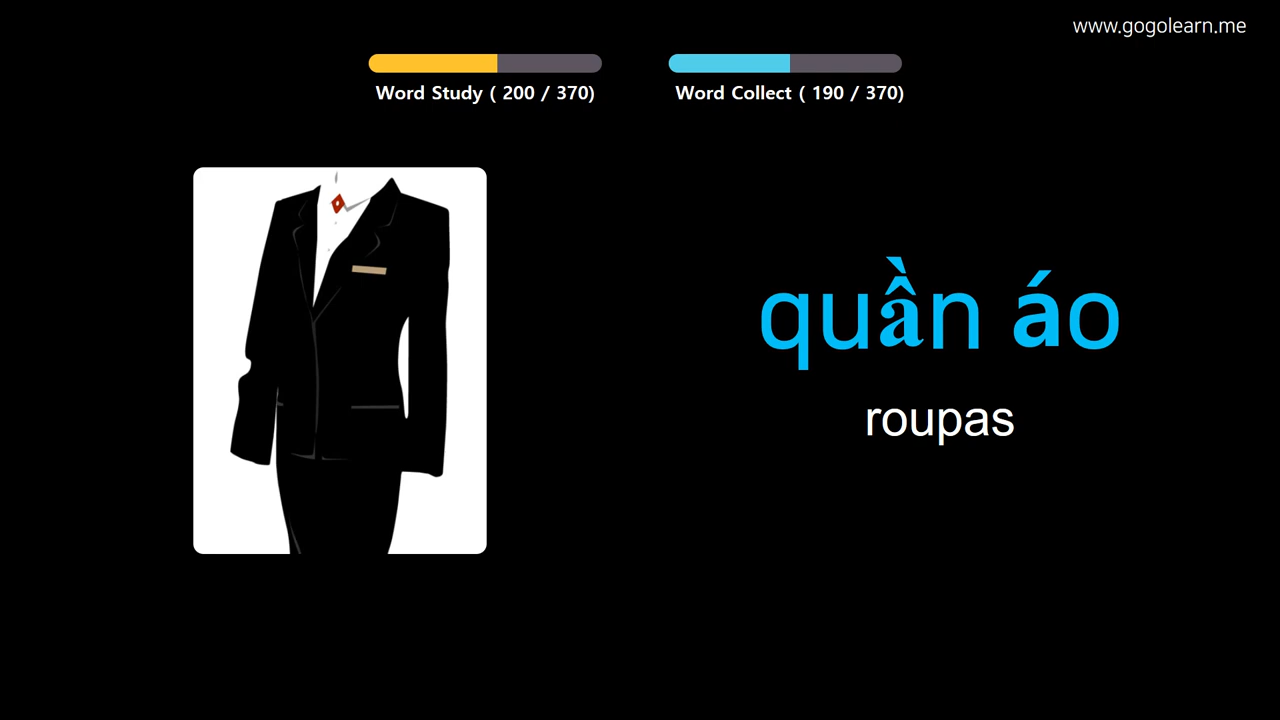 www.gogolearn.me
Word Study ( 200 / 370)
Word Collect ( 190 / 370)
quần áo
roupas